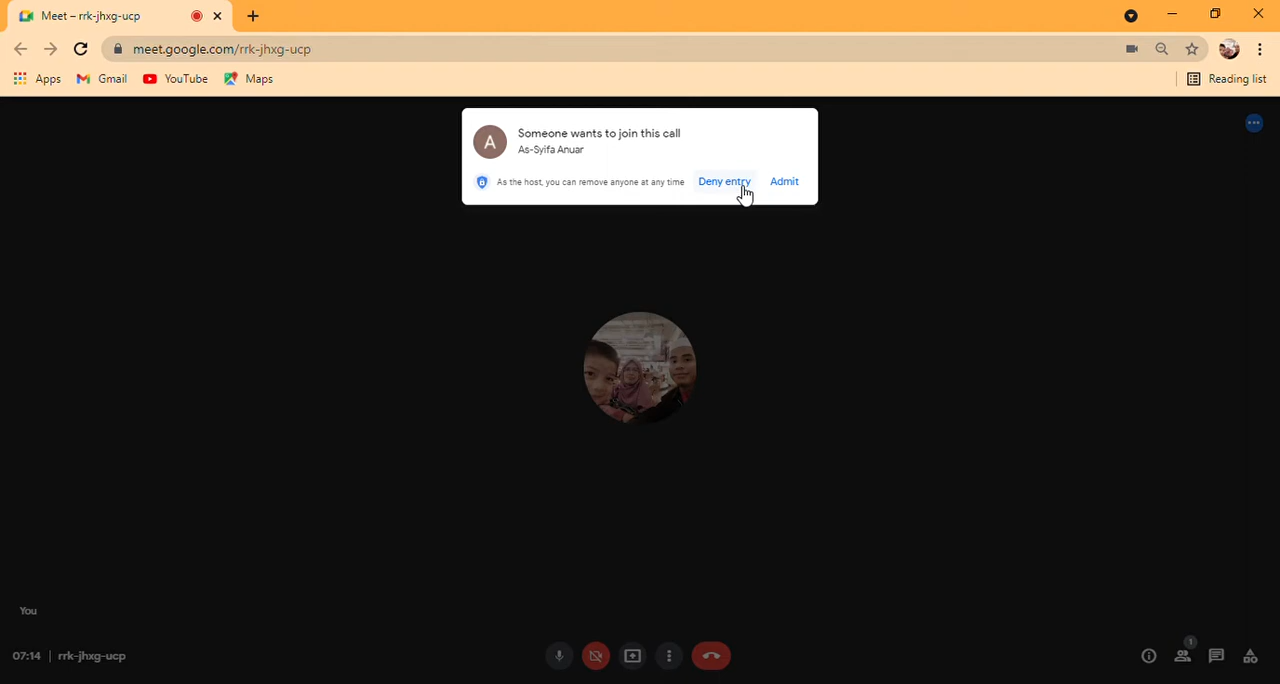 Meet – rrk-jhxg-ucp
meet.google.com/rrk-jhxg-ucp
Apps Gmail YouTube Maps Reading list
Someone wants to join this call
A
As-Syifa Anuar
As the host, you can remove anyone at any time Deny entry Admit
You
1
07:14 | rrk-jhxg-ucp